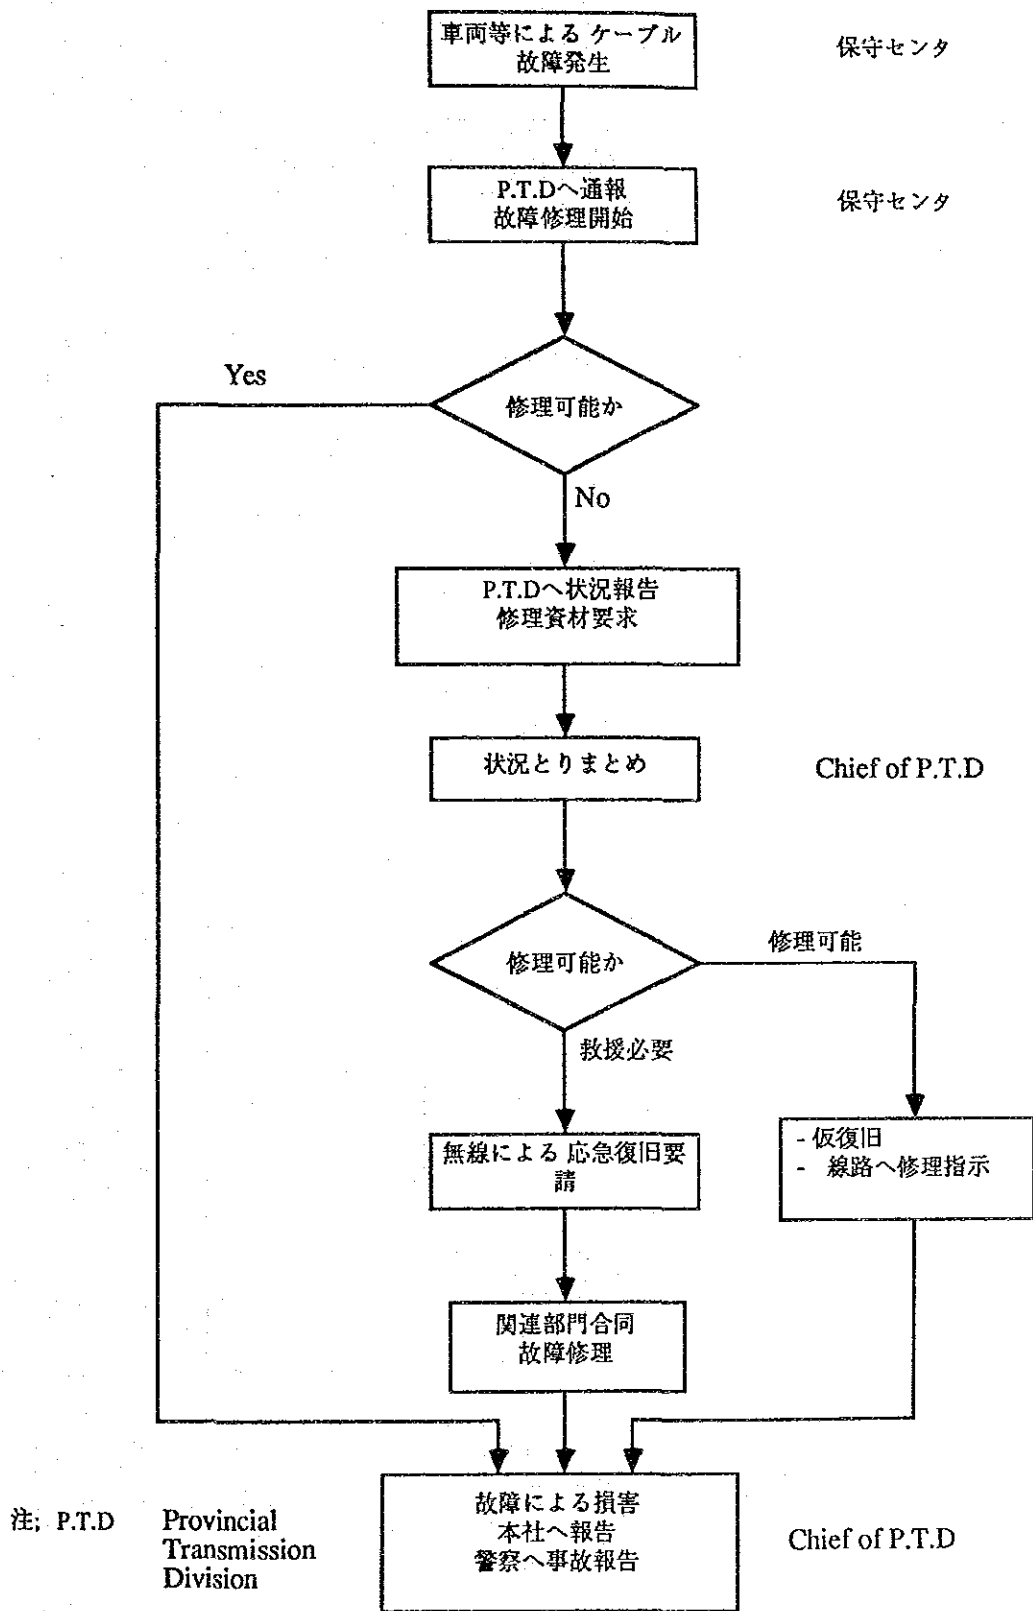 車両等による ケーブル
故障発生
保守センタ
P.T.Dへ通報
故障修理開始
保守センタ
Yes
修理可能か
No
P.T.Dへ状況報告
修理資材要求
状況とりまとめ
Chief of P.T.D
修理可能か
修理可能
救援必要
無線による 応急復旧要
請
- 仮復旧
- 線路へ修理指示
関連部門合同
故障修理
故障による損害
本社へ報告
警察へ事故報告
Chief of P.T.D
注; P.T.D Provincial
Transmission
Division